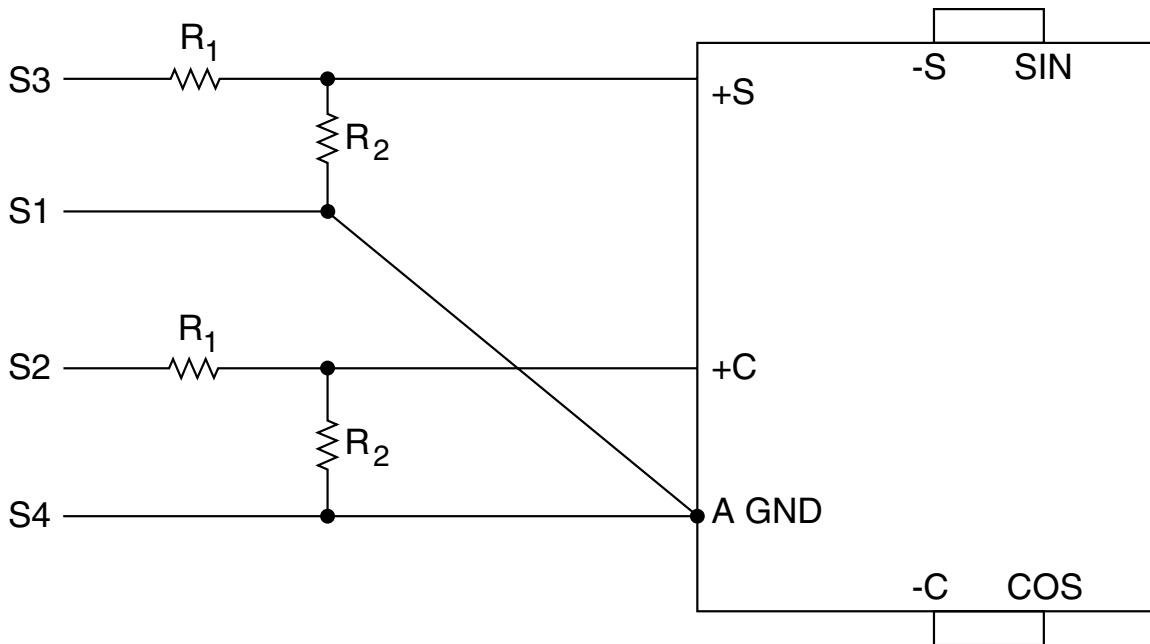 R1
-S SIN
S3
+S
R2
S1
R1
S2
+C
R2
S4
A GND
-C COS